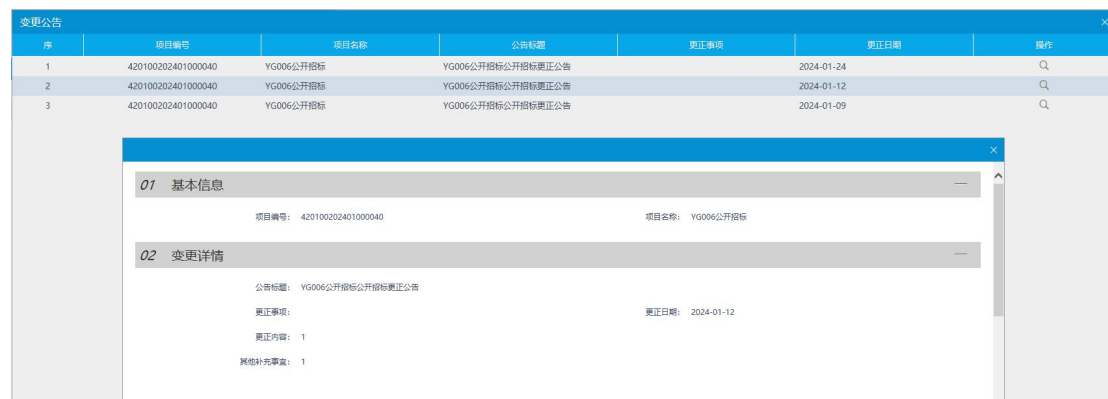 变更公告
序 项目编号 项目名称 公告标题 更正事项 更正日期 操作
1 420100202401000040 YG006公开招标 YG006公开招标公开招标更正公告 2024-01-24
2 420100202401000040 YG006公开招标 YG006公开招标公开招标更正公告 2024-01-12
3 420100202401000040 YG006公开招标 YG006公开招标公开招标更正公告 2024-01-09
01 基本信息
项目编号： 420100202401000040 项目名称： YG006公开招标
02 变更详情
公告标题： YG006公开招标公开招标更正公告
更正事项： 更正日期： 2024-01-12
更正内容： 1
其他补充事宜： 1